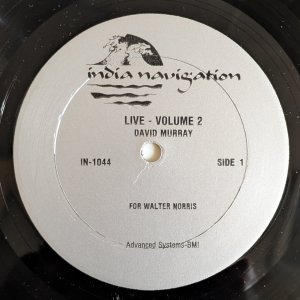 india navigation
LIVE - VOLUME 2
DAVID MURRAY
IN-1044 SIDE 1
FOR WALTER NORRIS
Advanced Systems-BMI